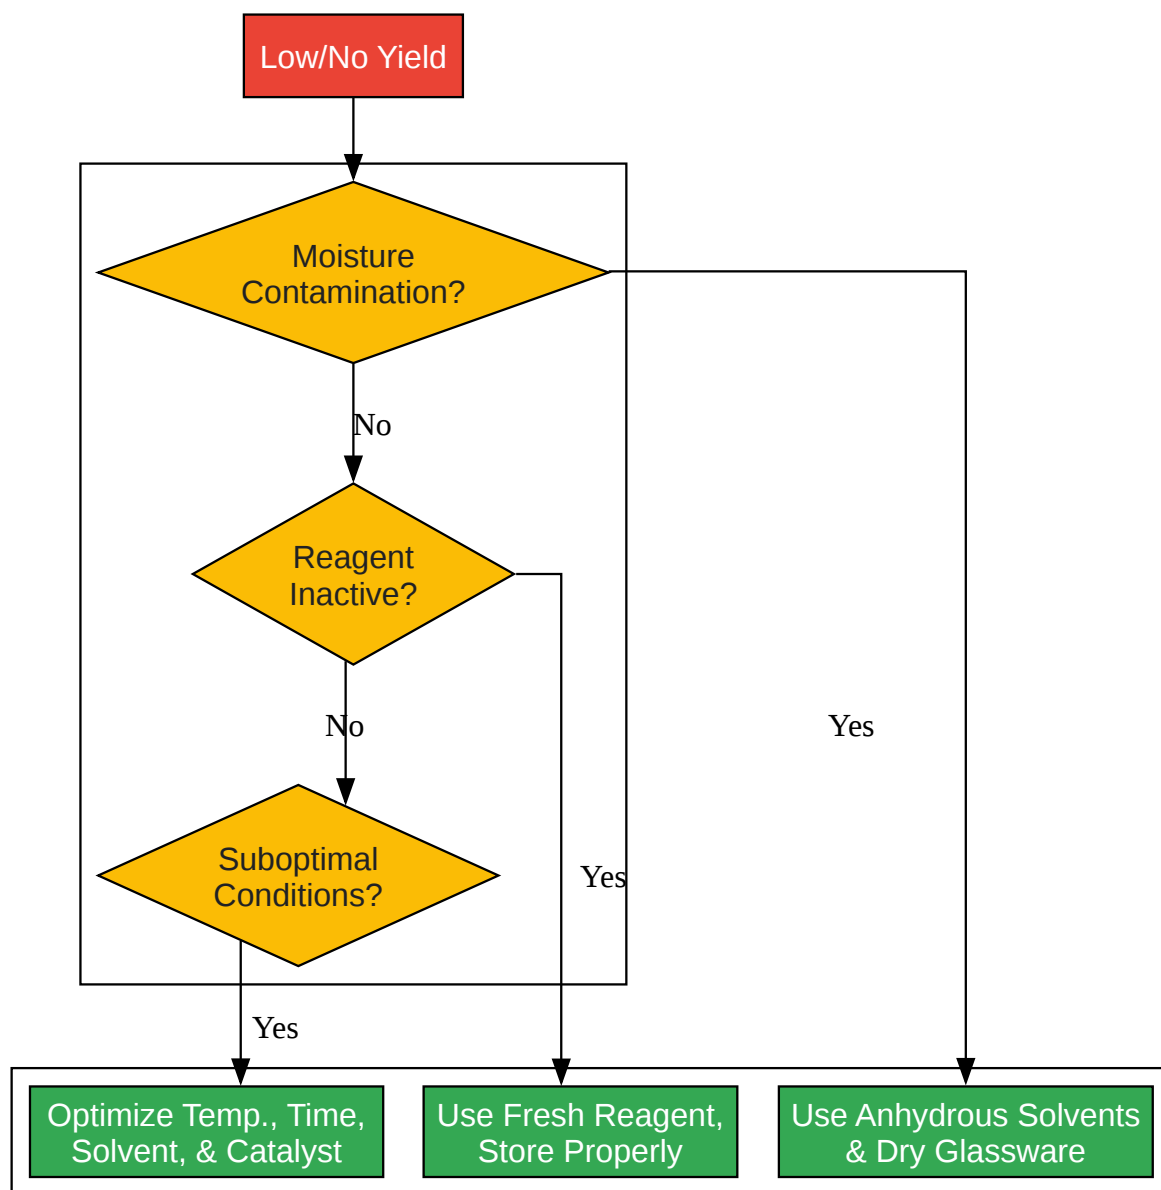 Low/No Yield
Moisture
Contamination?
No
Reagent
Inactive?
No
Yes
Suboptimal
Conditions?
Yes
Yes
Optimize Temp., Time,
Solvent, & Catalyst
Use Fresh Reagent,
Store Properly
Use Anhydrous Solvents
& Dry Glassware